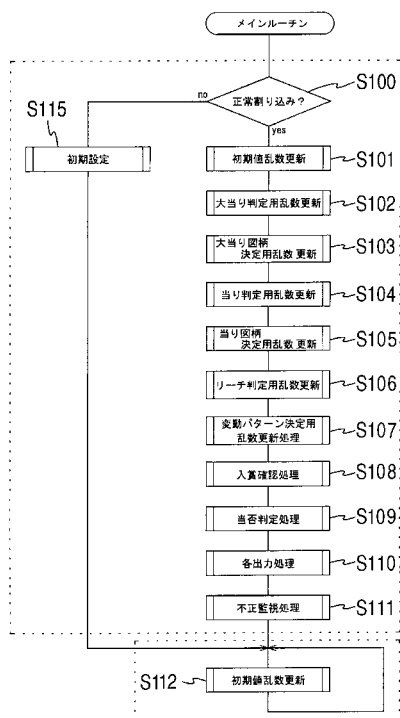 メインルーチン
正常割り込み?
S100
no
yes
S115
初期設定
初期値乱数更新
S101
大当り判定用乱数更新
S102
大当り図柄
決定用乱数更新
S103
当り判定用乱数更新
S104
当り図柄
決定用乱数更新
S105
リーチ判定用乱数更新
S106
変動パターン決定用
乱数更新処理
S107
入賞確認処理
S108
当否判定処理
S109
各出力処理
S110
不正監視処理
S111
S112
初期値乱数更新